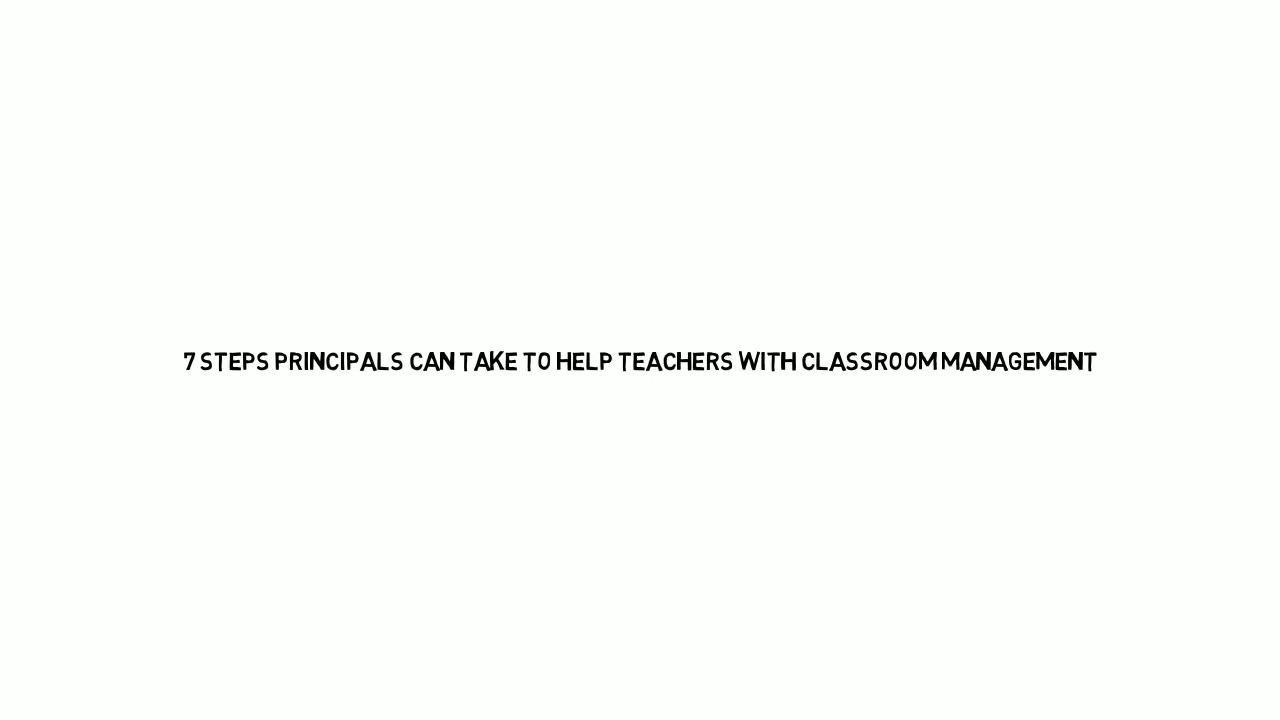 7 STEPS PRINCIPALS CAN TAKE TO HELP TEACHERS WITH CLASSROOM MANAGEMENT